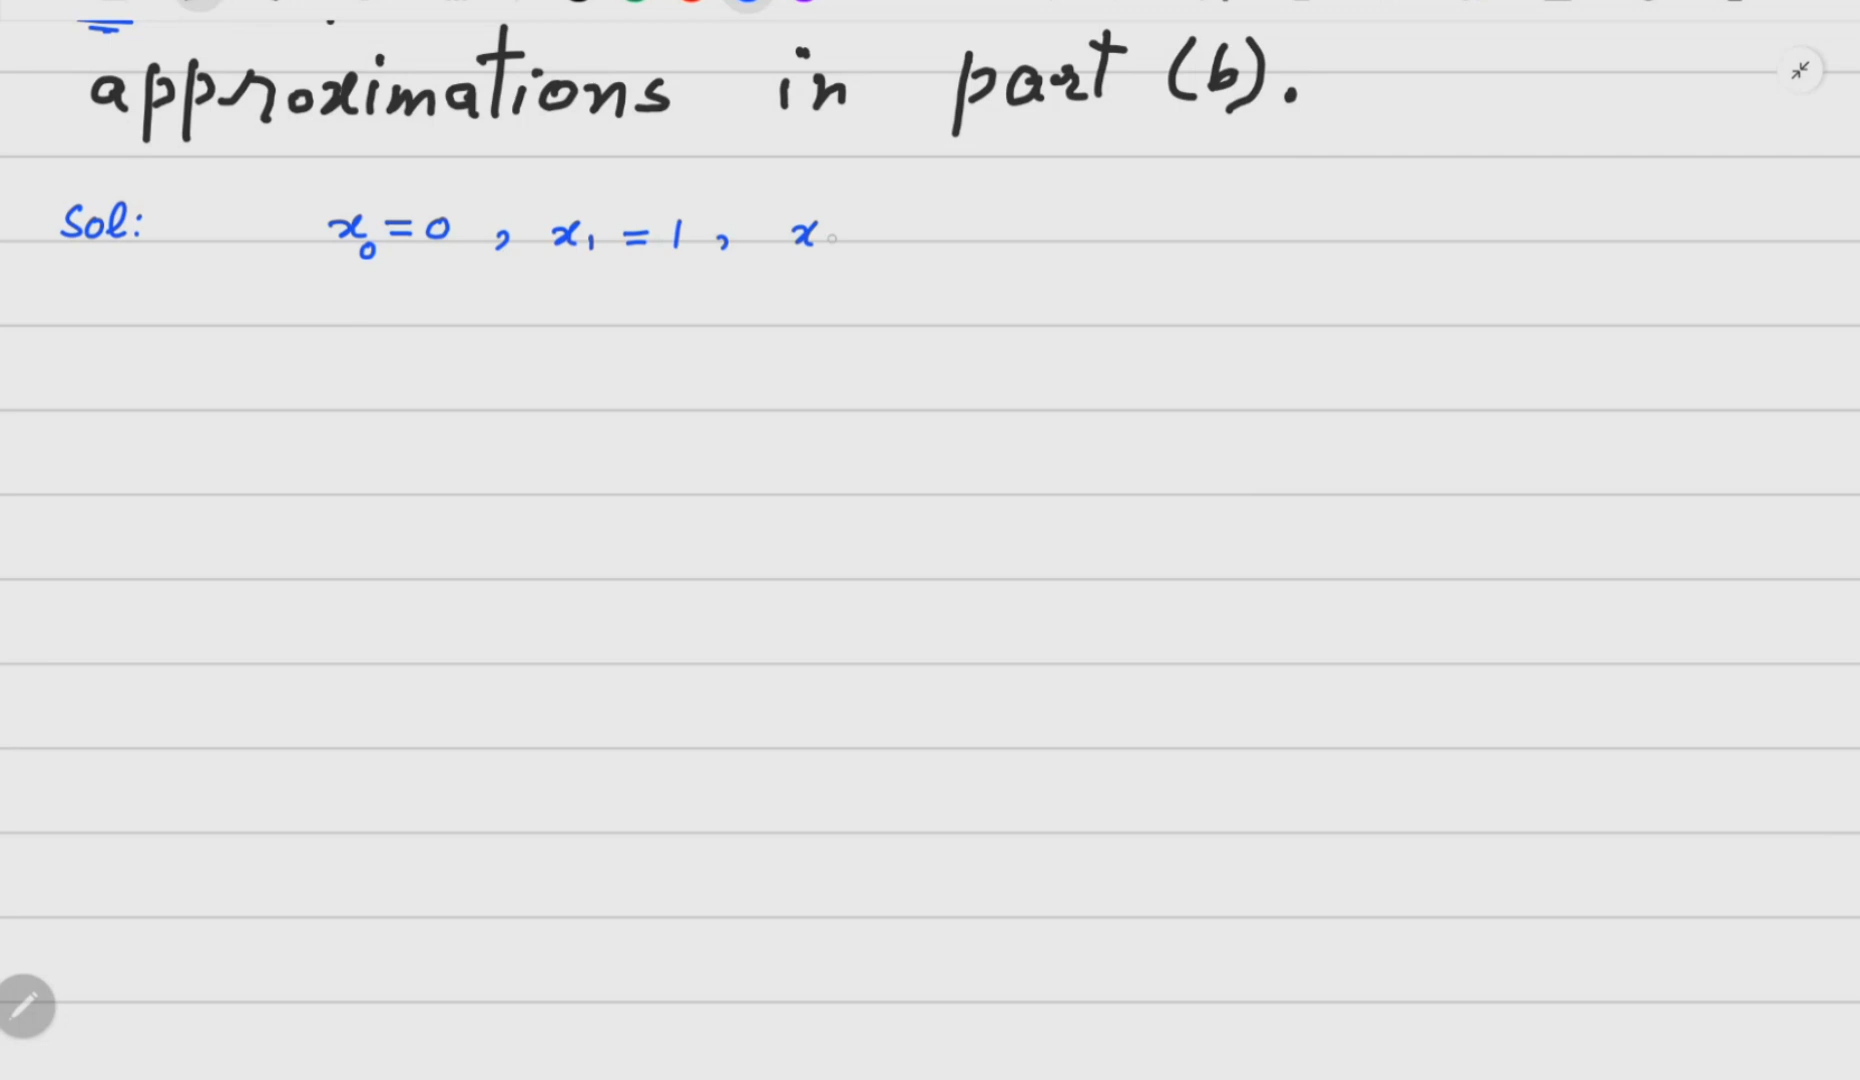 approximations in part (b).
Sol: x₀ = 0 , x₁ = 1 , x